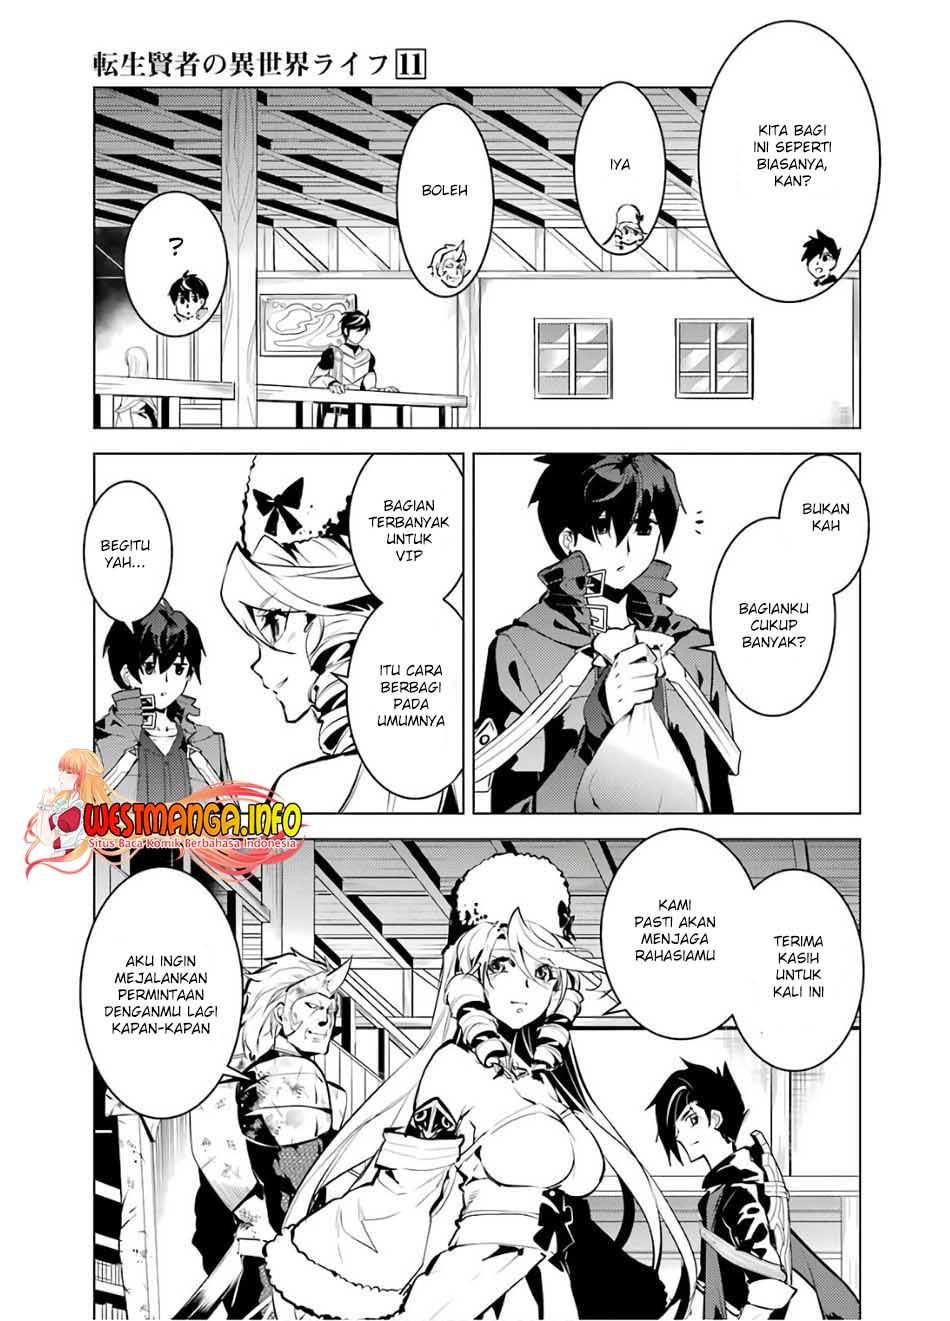 転生賢者の異世界ライフ 11
KITA BAGI
INI SEPERTI
BIASANYA,
KAN?
IYA
BOLEH
?
BUKAN
KAH
BAGIANKU
CUKUP
BANYAK?
BAGIAN
TERBANYAK
UNTUK
VIP
ITU CARA
BERBAGI
PADA
UMUMNYA
BEGITU
YAH...
WESTMANGA.INFO
Situs Baca Komik Berbahasa Indonesia
TERIMA
KASIH
UNTUK
KALI INI
KAMI
PASTI AKAN
MENJAGA
RAHASIAMU
AKU INGIN
MEJALANKAN
PERMINTAAN
DENGANMU LAGI
KAPAN-KAPAN